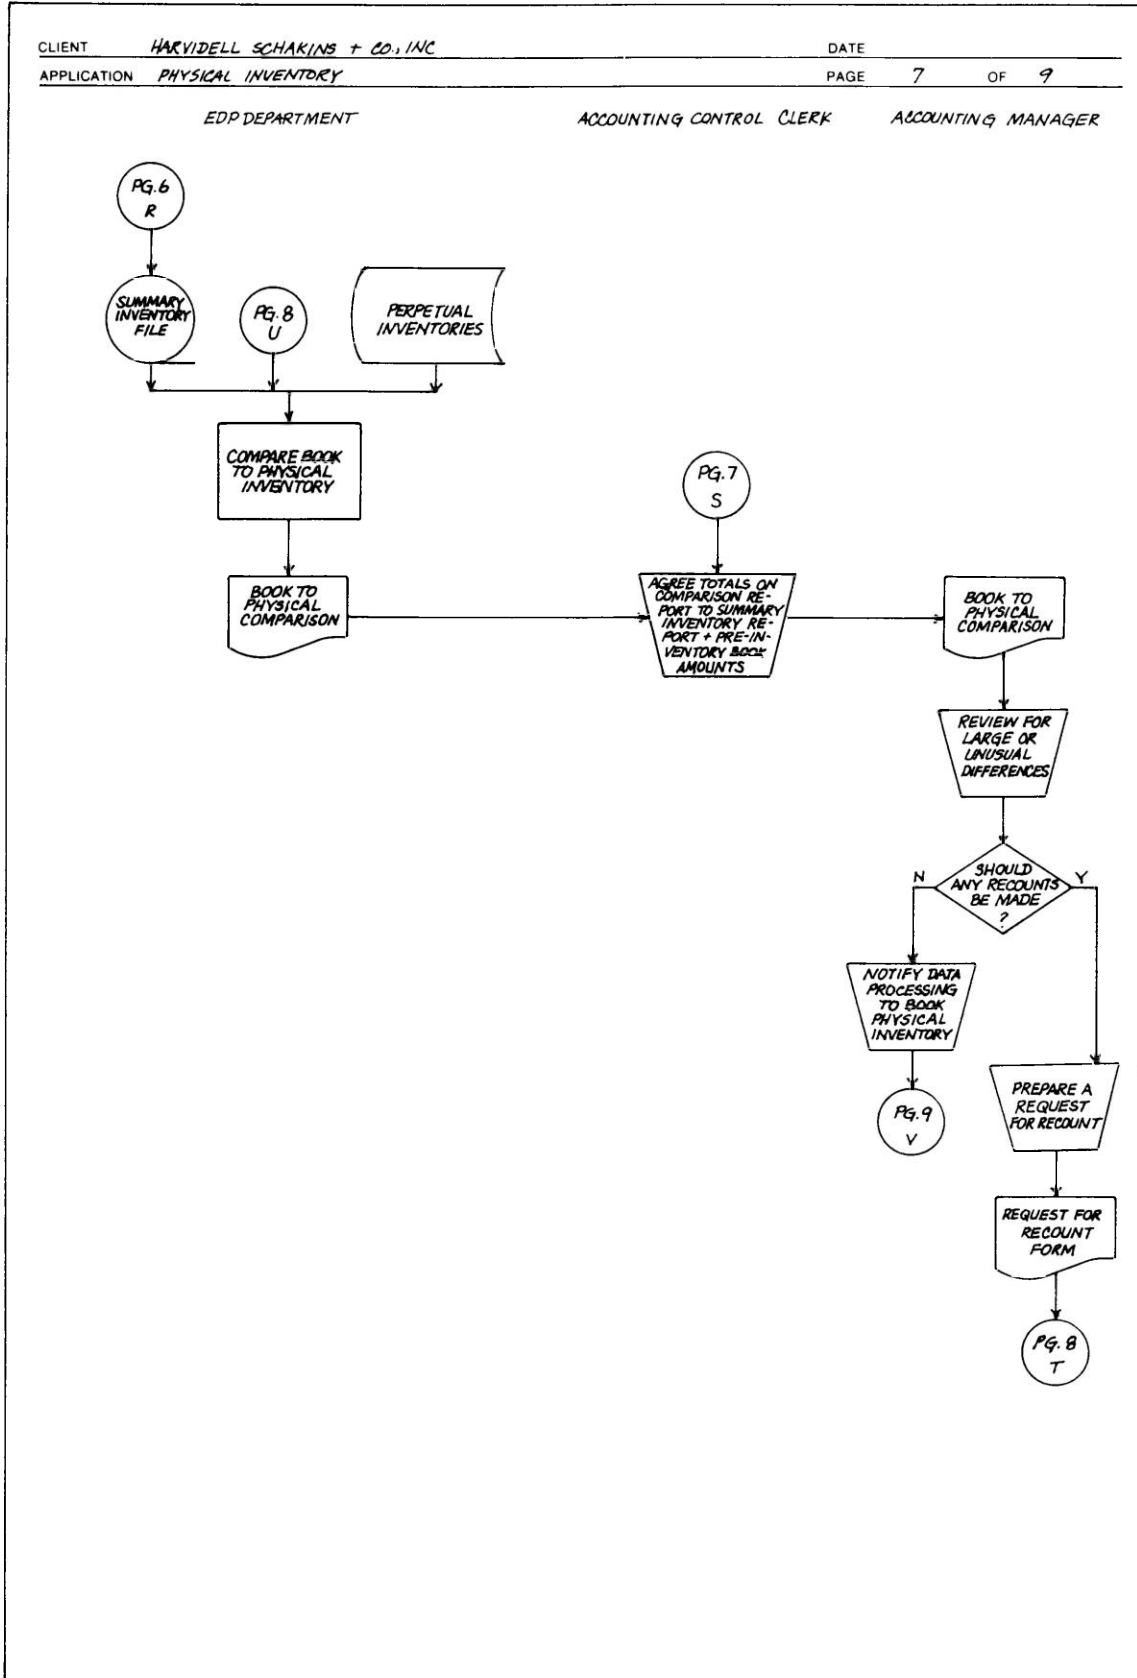 CLIENT HARVIDELL SCHAKINS + CO., INC DATE
APPLICATION PHYSICAL INVENTORY PAGE 7 OF 9
EDP DEPARTMENT ACCOUNTING CONTROL CLERK ACCOUNTING MANAGER
PG.6
R
SUMMARY
INVENTORY
FILE
PG.8
U
PERPETUAL
INVENTORIES
COMPARE BOOK
TO PHYSICAL
INVENTORY
BOOK TO
PHYSICAL
COMPARISON
PG.7
S
AGREE TOTALS ON
COMPARISON RE-
PORT TO SUMMARY
INVENTORY RE-
PORT + PRE-IN-
VENTORY BOOK
AMOUNTS
BOOK TO
PHYSICAL
COMPARISON
REVIEW FOR
LARGE OR
UNUSUAL
DIFFERENCES
SHOULD
ANY RECOUNTS
BE MADE
?
N
Y
NOTIFY DATA
PROCESSING
TO BOOK
PHYSICAL
INVENTORY
PG.9
V
PREPARE A
REQUEST
FOR RECOUNT
REQUEST FOR
RECOUNT
FORM
PG.8
T